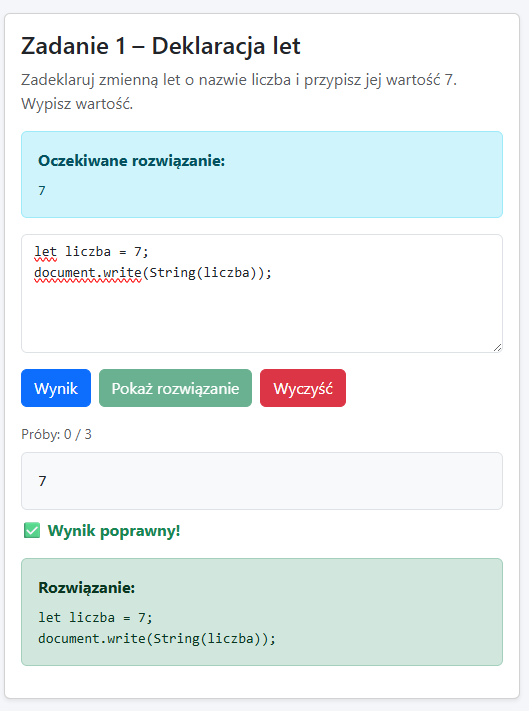 Zadanie 1 – Deklaracja let
Zadeklaruj zmienną let o nazwie liczba i przypisz jej wartość 7.
Wypisz wartość.
Oczekiwane rozwiązanie:
7
let liczba = 7;
document.write(String(liczba));
Wynik Pokaż rozwiązanie Wyczyść
Próby: 0 / 3
7
✅ Wynik poprawny!
Rozwiązanie:
let liczba = 7;
document.write(String(liczba));